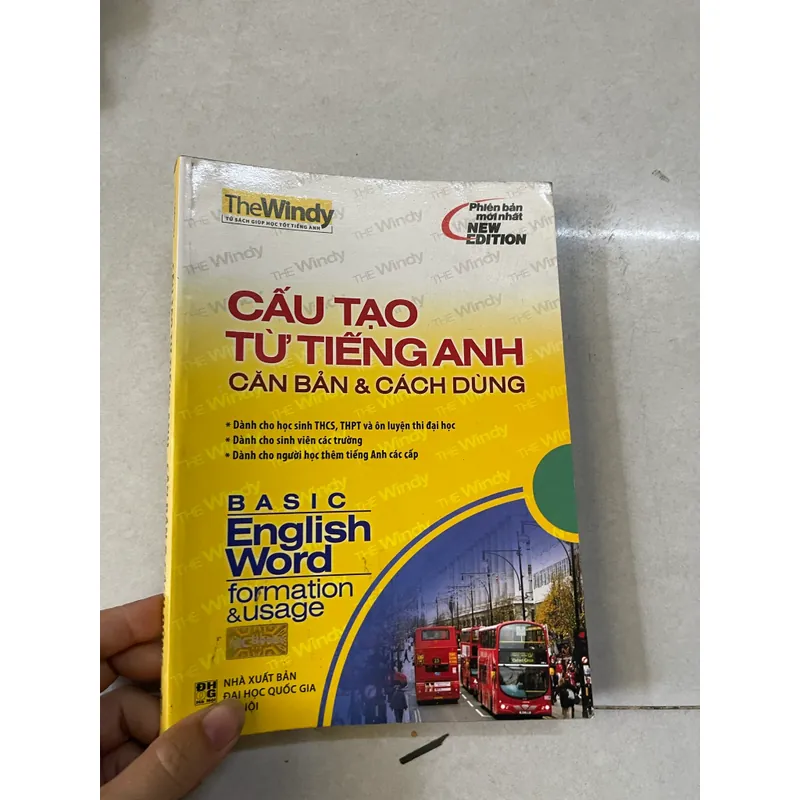 TheWindy
TỦ SÁCH GIÚP HỌC TỐT TIẾNG ANH
Phiên bản
mới nhất
NEW
EDITION
CẤU TẠO
TỪ TIẾNG ANH
CĂN BẢN & CÁCH DÙNG
* Dành cho học sinh THCS, THPT và ôn luyện thi đại học
* Dành cho sinh viên các trường
* Dành cho người học thêm tiếng Anh các cấp
BASIC
English
Word
formation
& usage
ĐHQG
NHÀ XUẤT BẢN
ĐẠI HỌC QUỐC GIA
NỘI